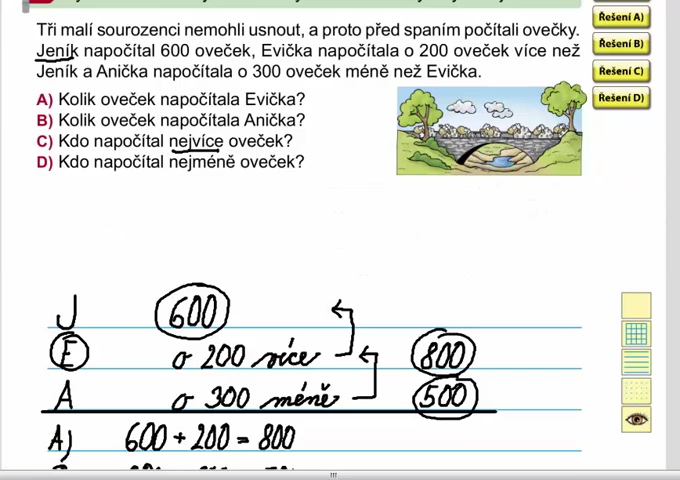 Tři malí sourozenci nemohli usnout, a proto před spaním počítali ovečky.
Jeník napočítal 600 oveček, Evička napočítala o 200 oveček více než
Jeník a Anička napočítala o 300 oveček méně než Evička.
A) Kolik oveček napočítala Evička?
B) Kolik oveček napočítala Anička?
C) Kdo napočítal nejvíce oveček?
D) Kdo napočítal nejméně oveček?
Řešení A)
Řešení B)
Řešení C)
Řešení D)
J 600
E o 200 více 800
A o 300 méně 500
A) 600 + 200 = 800